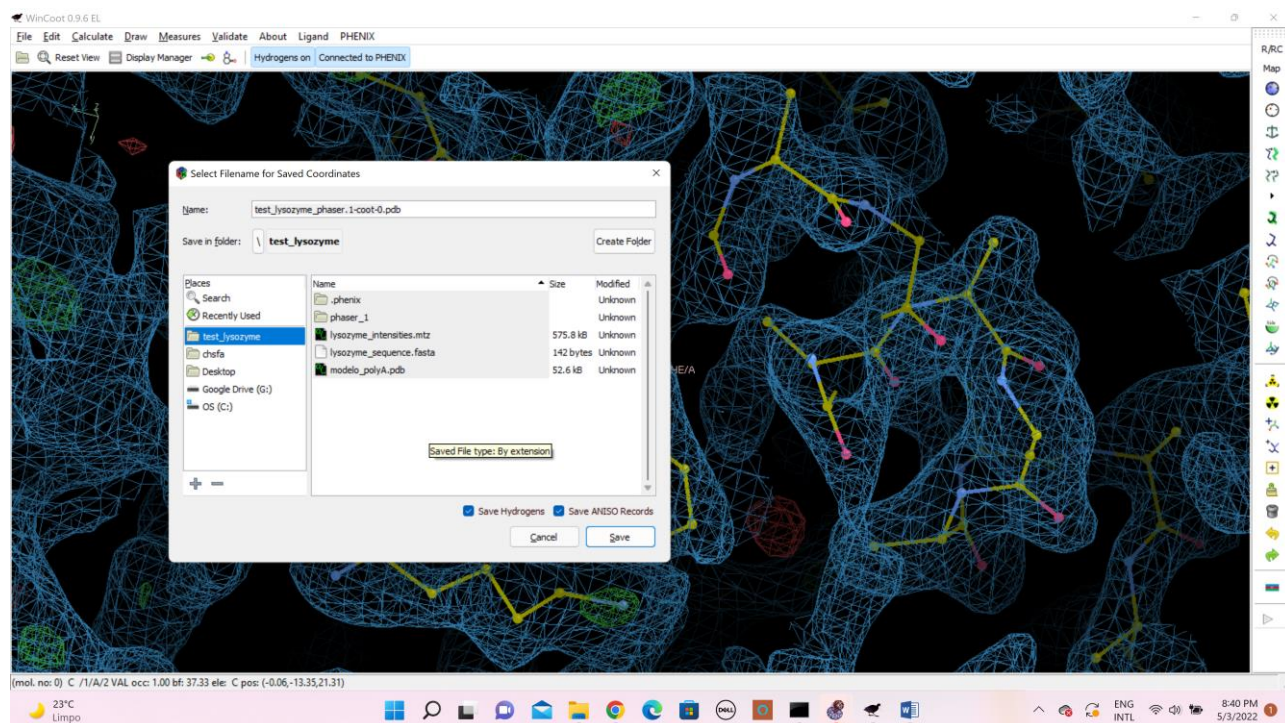 WinCoot 0.9.6 EL
File Edit Calculate Draw Measures Validate About Ligand PHENIX
Reset View Display Manager Hydrogens on Connected to PHENIX
R/RC
Map
Select Filename for Saved Coordinates
Name: test_lysozyme_phaser.1-coot-0.pdb
Save in folder: \ test_lysozyme Create Folder
Places
Search
Recently Used
test_lysozyme
chsfa
Desktop
Google Drive (G:)
OS (C:)
Name Size Modified
.phenix Unknown
phaser_1 Unknown
lysozyme_intensities.mtz 575.8 kB Unknown
lysozyme_sequence.fasta 142 bytes Unknown
modelo_polyA.pdb 52.6 kB Unknown
Saved File type: By extension
Save Hydrogens Save ANISO Records
Cancel Save
(mol. no: 0) C /1/A/2 VAL occ: 1.00 bf: 37.33 ele: C pos: (-0.06,-13.35,21.31)
23°C
Limpo
DELL
W
ENG
INTL
8:40 PM
5/3/2022
1